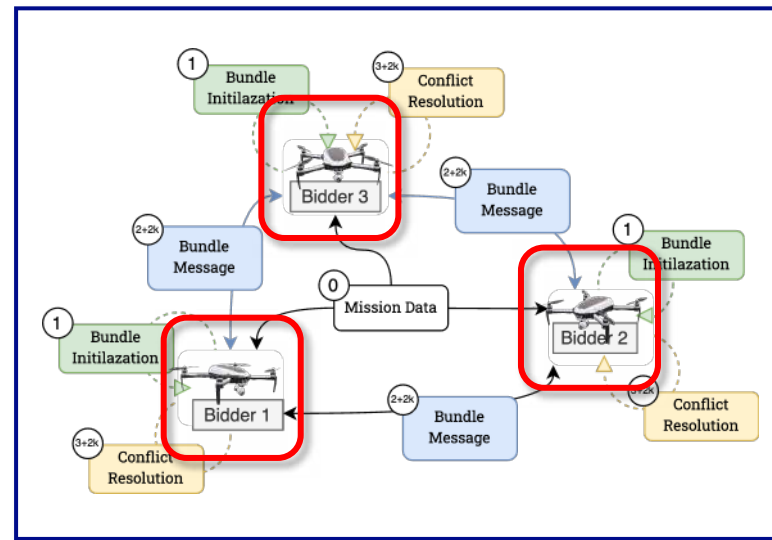 1
Bundle
Initilazation
3+2k
Conflict
Resolution
Bidder 3
2+2k
Bundle
Message
2+2k
Bundle
Message
1
Bundle
Initilazation
0
Mission Data
Bidder 2
1
Bundle
Initilazation
Bidder 1
2+2k
Bundle
Message
3+2k
Conflict
Resolution
3+2k
Conflict
Resolution